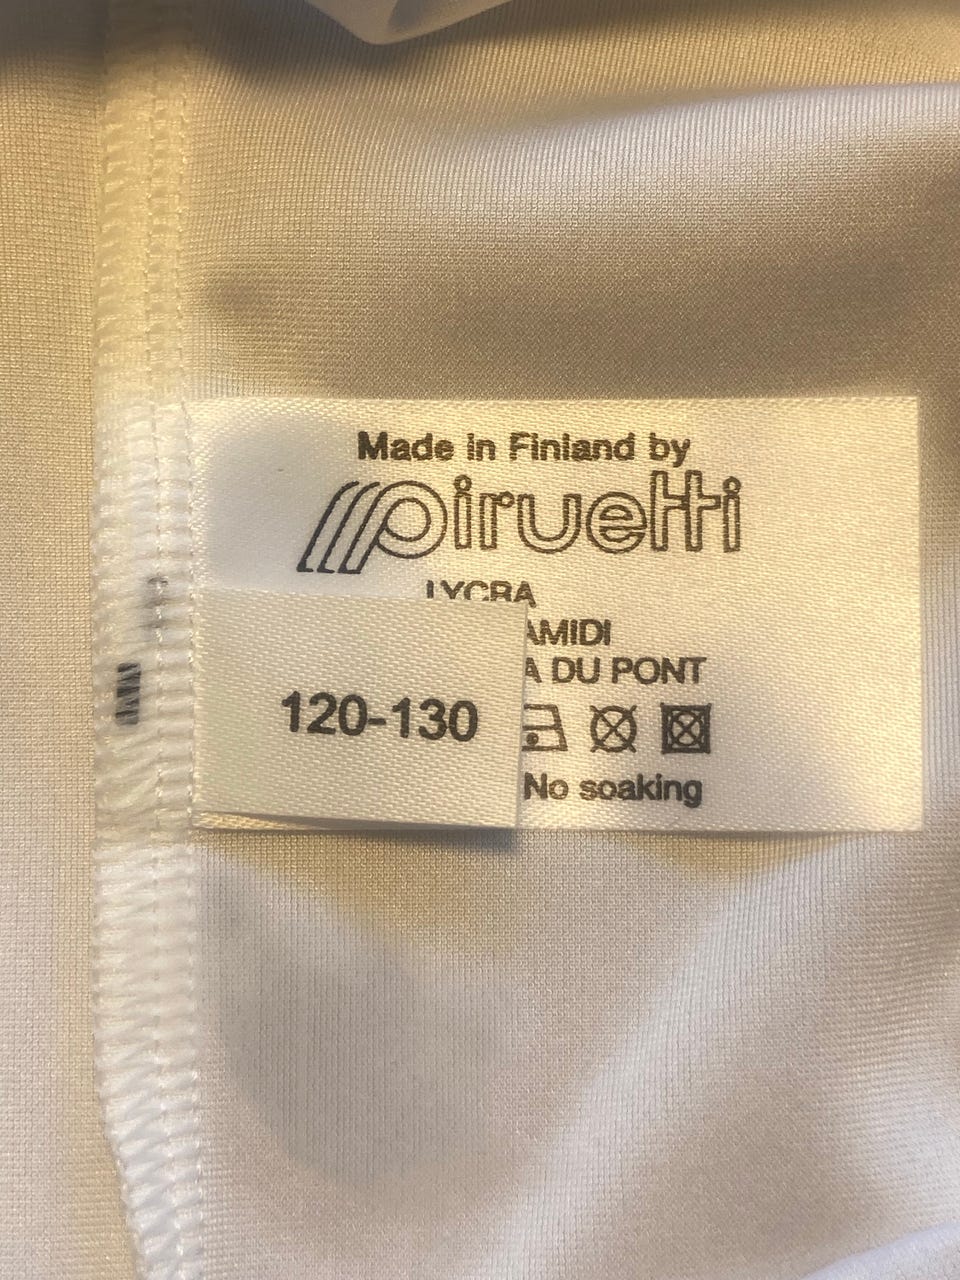 Made in Finland by
piruetti
LYCRA
AMIDI
A DU PONT
120-130
No soaking